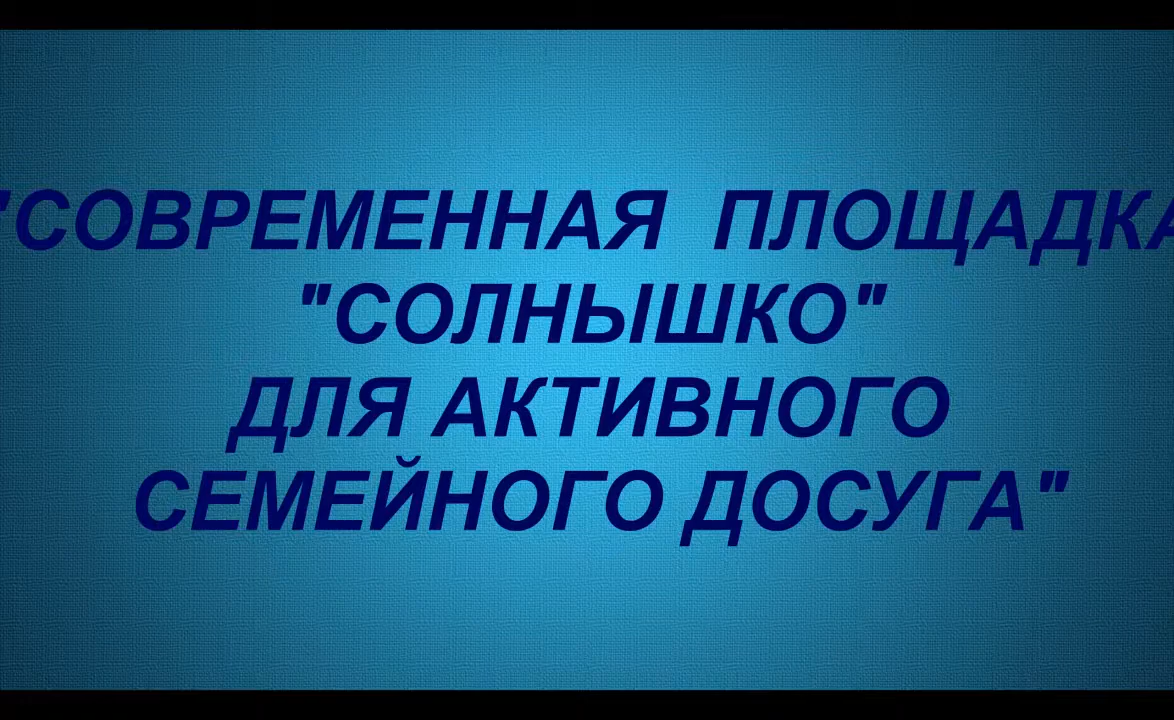 "СОВРЕМЕННАЯ ПЛОЩАДКА
"СОЛНЫШКО"
ДЛЯ АКТИВНОГО
СЕМЕЙНОГО ДОСУГА"